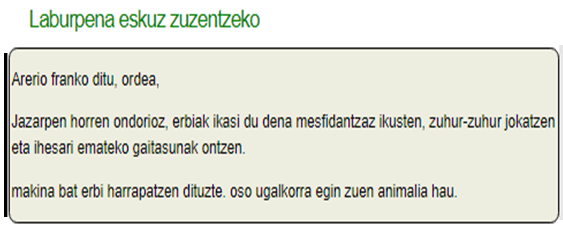 Laburpena eskuz zuzentzeko
Arerio franko ditu, ordea,
Jazarpen horren ondorioz, erbiak ikasi du dena mesfidantzaz ikusten, zuhur-zuhur jokatzen
eta ihesari emateko gaitasunak ontzen.
makina bat erbi harrapatzen dituzte. oso ugalkorra egin zuen animalia hau.